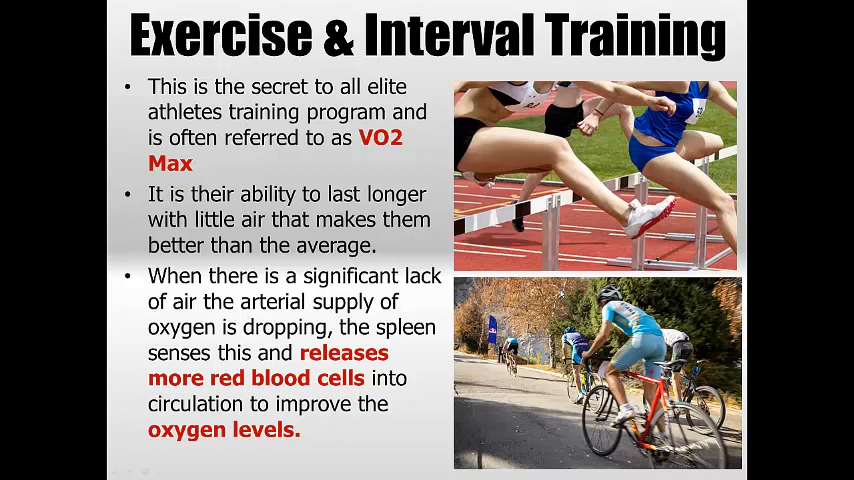 Exercise & Interval Training
• This is the secret to all elite
athletes training program and
is often referred to as VO2
Max
• It is their ability to last longer
with little air that makes them
better than the average.
• When there is a significant lack
of air the arterial supply of
oxygen is dropping, the spleen
senses this and releases
more red blood cells into
circulation to improve the
oxygen levels.